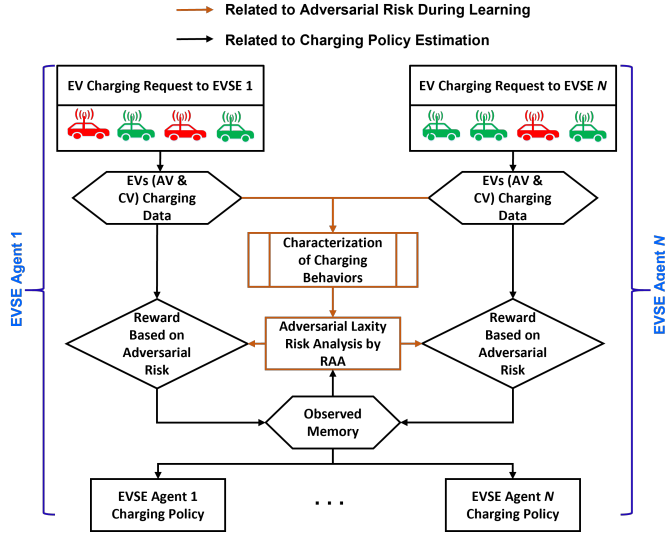 Related to Adversarial Risk During Learning
Related to Charging Policy Estimation
EV Charging Request to EVSE 1
EV Charging Request to EVSE N
EVs (AV &
CV) Charging
Data
EVs (AV &
CV) Charging
Data
Characterization
of Charging
Behaviors
EVSE Agent 1
EVSE Agent N
Reward
Based on
Adversarial
Risk
Adversarial Laxity
Risk Analysis by
RAA
Reward
Based on
Adversarial
Risk
Observed
Memory
EVSE Agent 1
Charging Policy
. . .
EVSE Agent N
Charging Policy